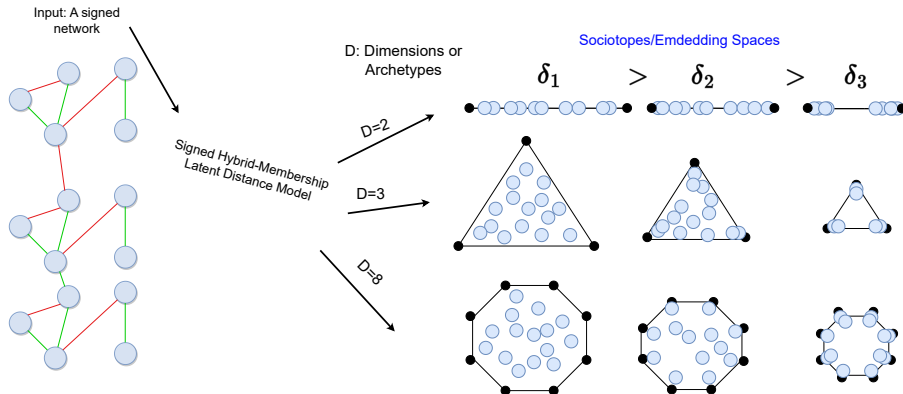 Input: A signed
network
D: Dimensions or
Archetypes
Sociotopes/Emdedding Spaces
δ₁ > δ₂ > δ₃
Signed Hybrid-Membership
Latent Distance Model
D=2
D=3
D=8